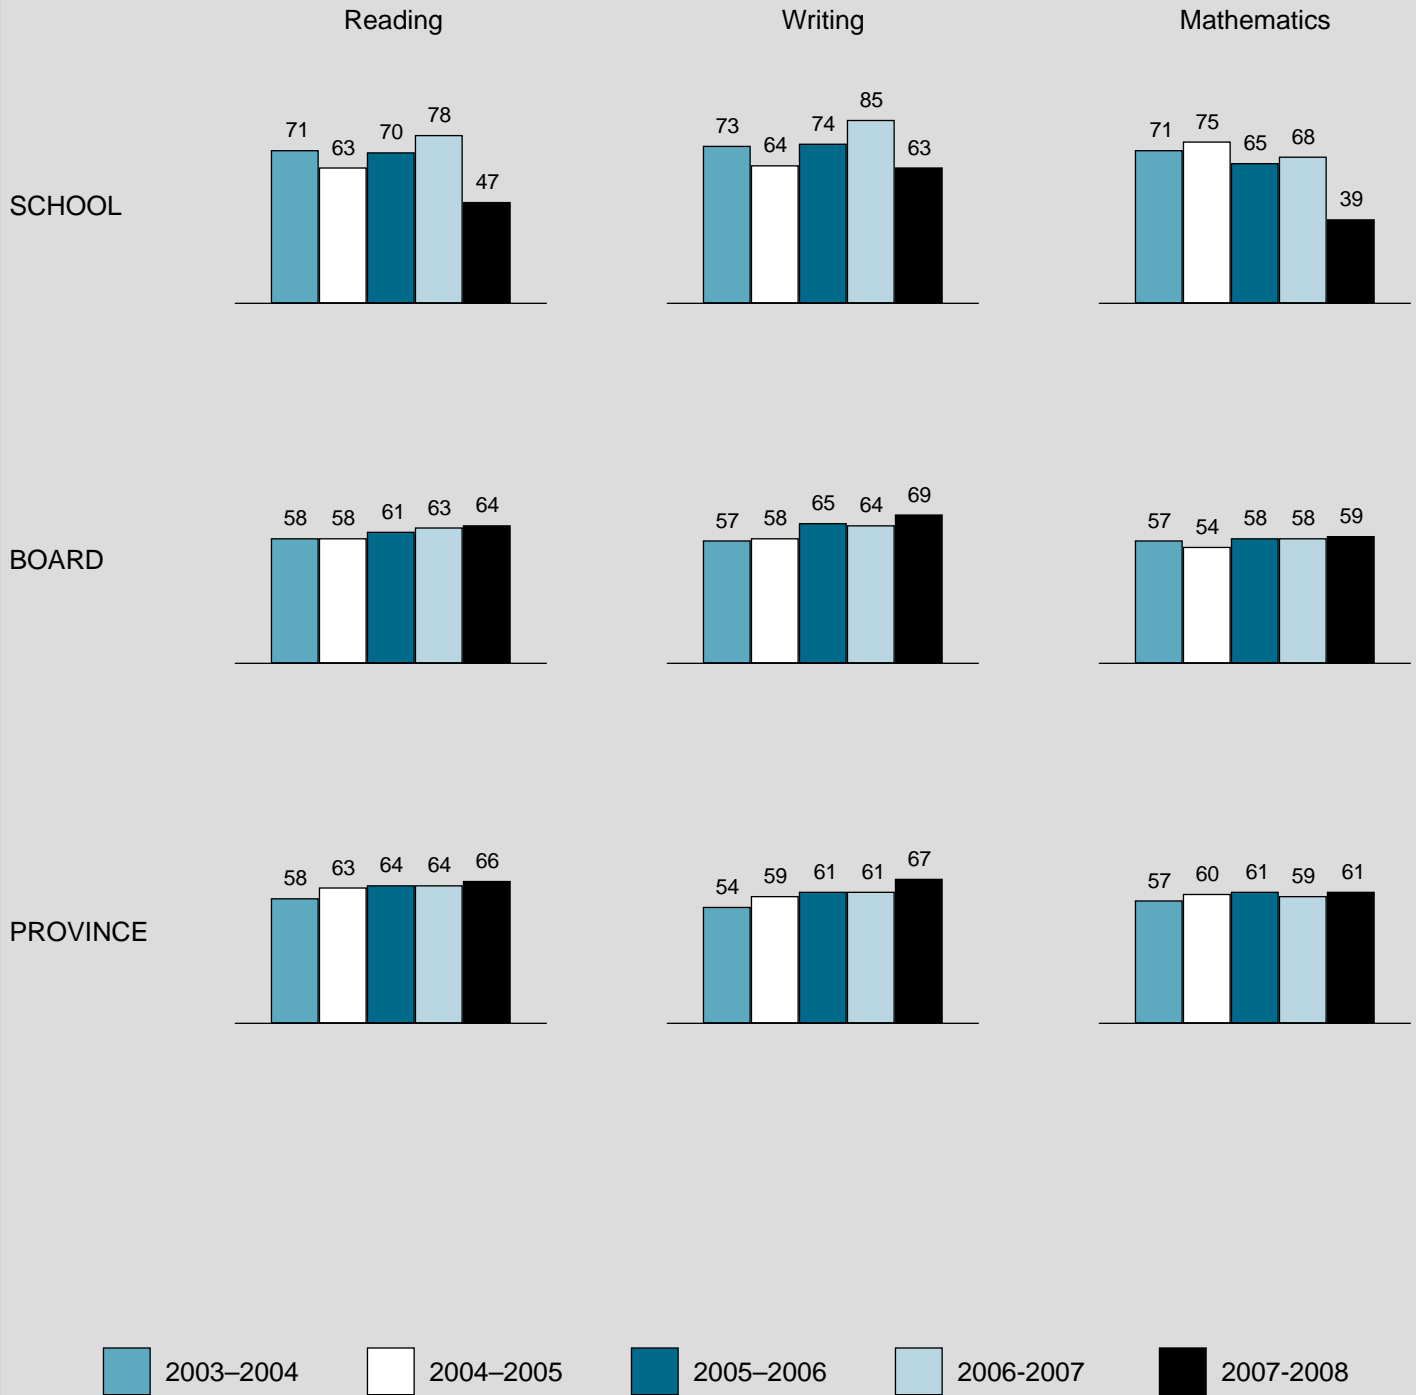 Reading Writing Mathematics
SCHOOL
71 63 70 78 47
73 64 74 85 63
71 75 65 68 39
BOARD
58 58 61 63 64
57 58 65 64 69
57 54 58 58 59
PROVINCE
58 63 64 64 66
54 59 61 61 67
57 60 61 59 61
2003–2004 2004–2005 2005–2006 2006-2007 2007-2008